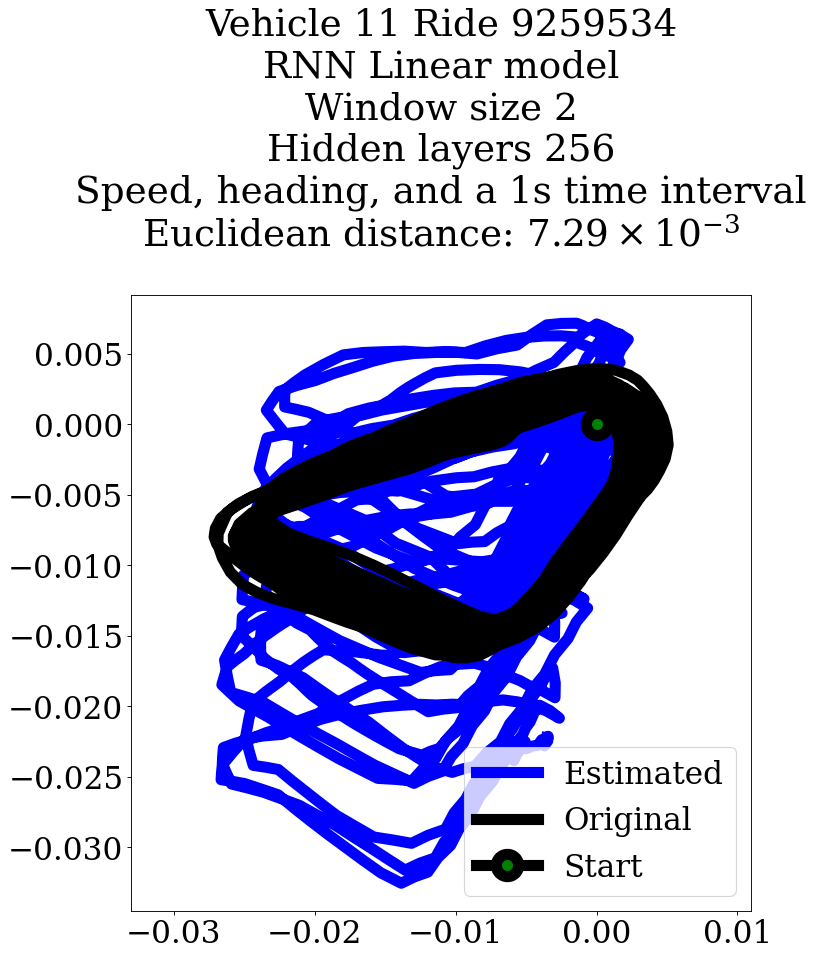 Vehicle 11 Ride 9259534
RNN Linear model
Window size 2
Hidden layers 256
Speed, heading, and a 1s time interval
Euclidean distance: 7.29 × 10⁻³
0.005
0.000
−0.005
−0.010
−0.015
−0.020
−0.025
−0.030
Estimated
Original
Start
−0.03 −0.02 −0.01 0.00 0.01